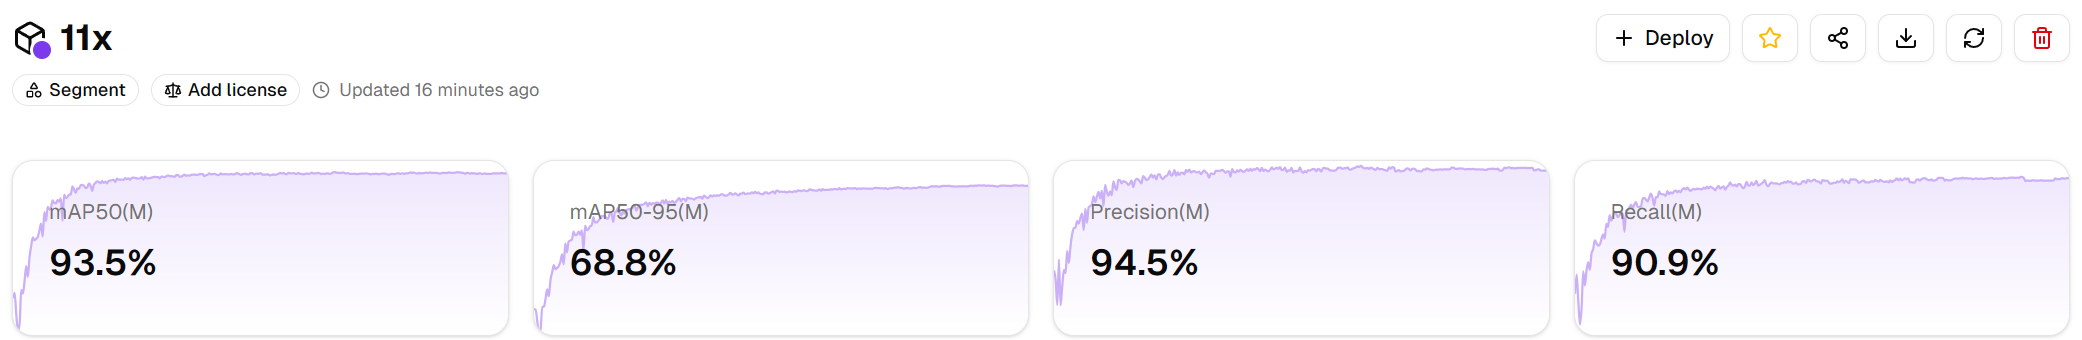 11x
Deploy
Segment
Add license
Updated 16 minutes ago
mAP50(M)
93.5%
mAP50-95(M)
68.8%
Precision(M)
94.5%
Recall(M)
90.9%